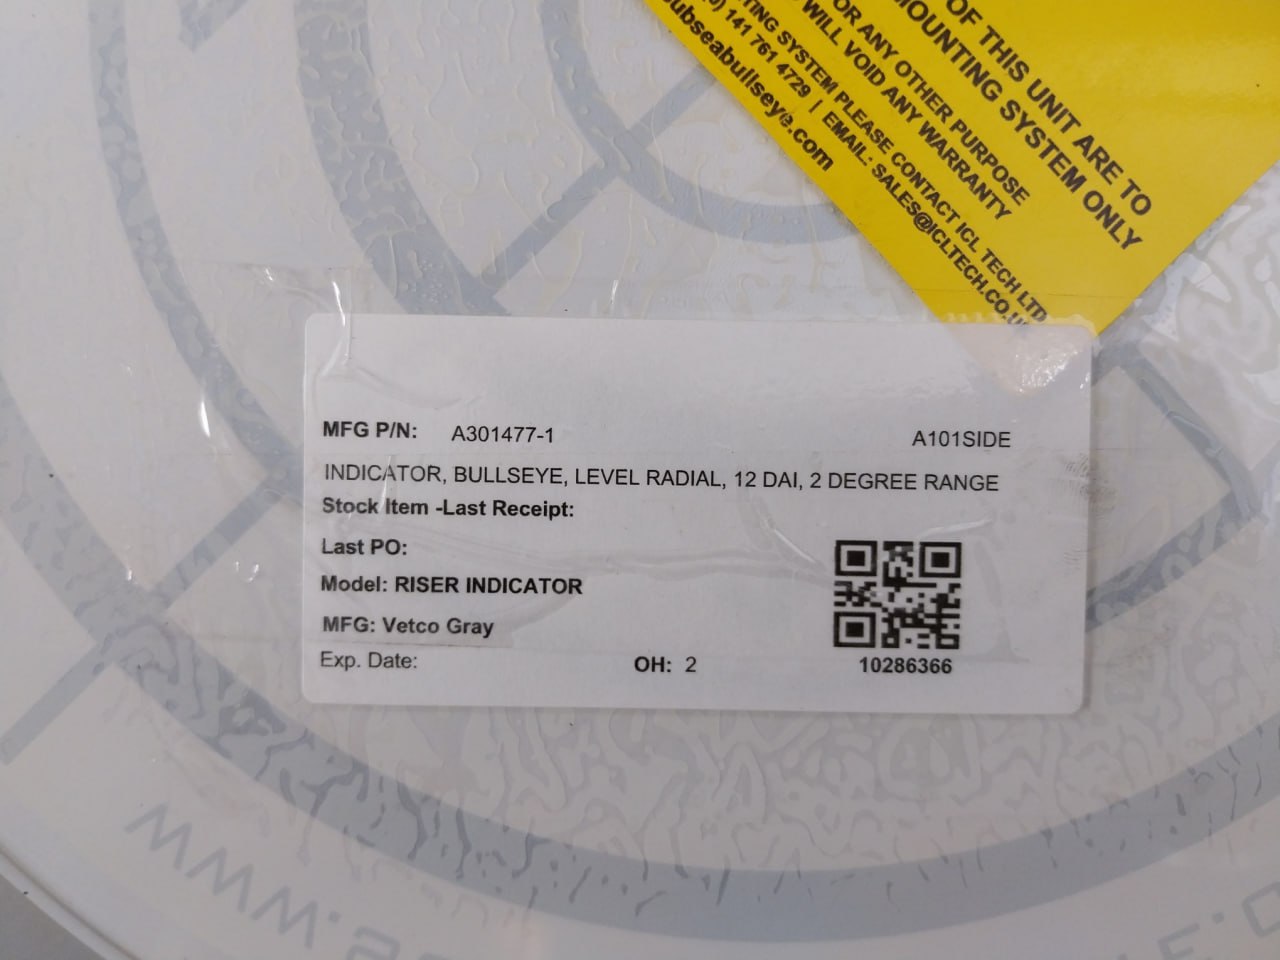 OF THIS UNIT ARE TO
MOUNTING SYSTEM ONLY
OR ANY OTHER PURPOSE
WILL VOID ANY WARRANTY
TING SYSTEM PLEASE CONTACT ICL TECH LTD
141 761 4729 | EMAIL: SALES@ICLTECH.CO.UK
subseabullseye.com
MFG P/N: A301477-1 A101SIDE
INDICATOR, BULLSEYE, LEVEL RADIAL, 12 DAI, 2 DEGREE RANGE
Stock Item -Last Receipt:
Last PO:
Model: RISER INDICATOR
MFG: Vetco Gray
Exp. Date: OH: 2
10286366
www.s